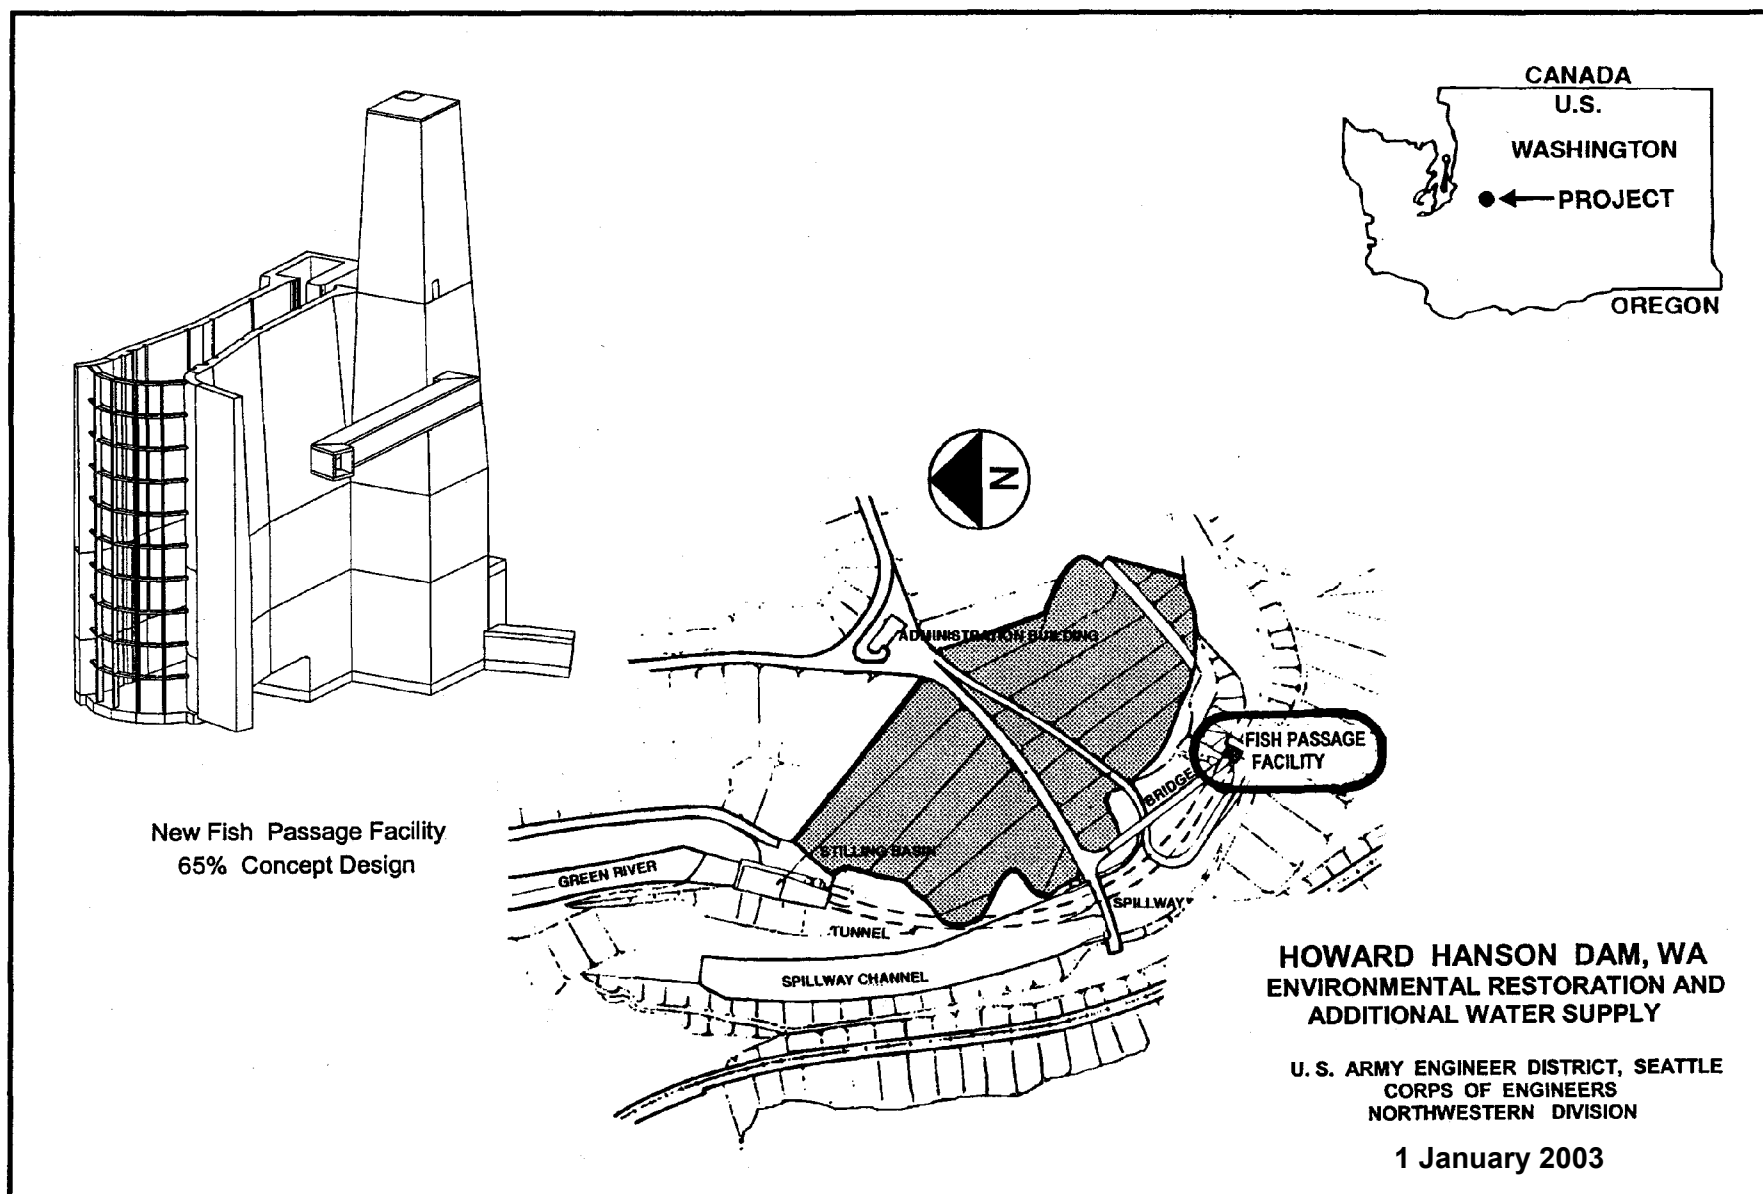 CANADA
U.S.
WASHINGTON
PROJECT
OREGON
N
ADMINISTRATION BUILDING
FISH PASSAGE
FACILITY
BRIDGE
New Fish Passage Facility
65% Concept Design
STILLING BASIN
GREEN RIVER
SPILLWAY
TUNNEL
SPILLWAY CHANNEL
HOWARD HANSON DAM, WA
ENVIRONMENTAL RESTORATION AND
ADDITIONAL WATER SUPPLY
U. S. ARMY ENGINEER DISTRICT, SEATTLE
CORPS OF ENGINEERS
NORTHWESTERN DIVISION
1 January 2003